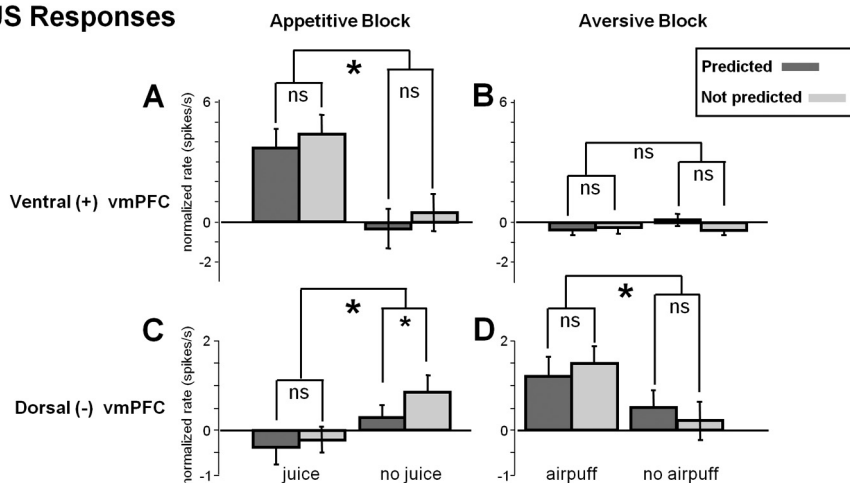 US Responses
Appetitive Block
Aversive Block
Predicted
Not predicted
A
*
ns
ns
B
ns
ns
ns
normalized rate (spikes/s)
6
0
-2
6
0
-2
Ventral (+) vmPFC
C
*
ns
*
D
*
ns
ns
normalized rate (spikes/s)
2
0
-1
2
0
-1
Dorsal (-) vmPFC
juice
no juice
airpuff
no airpuff